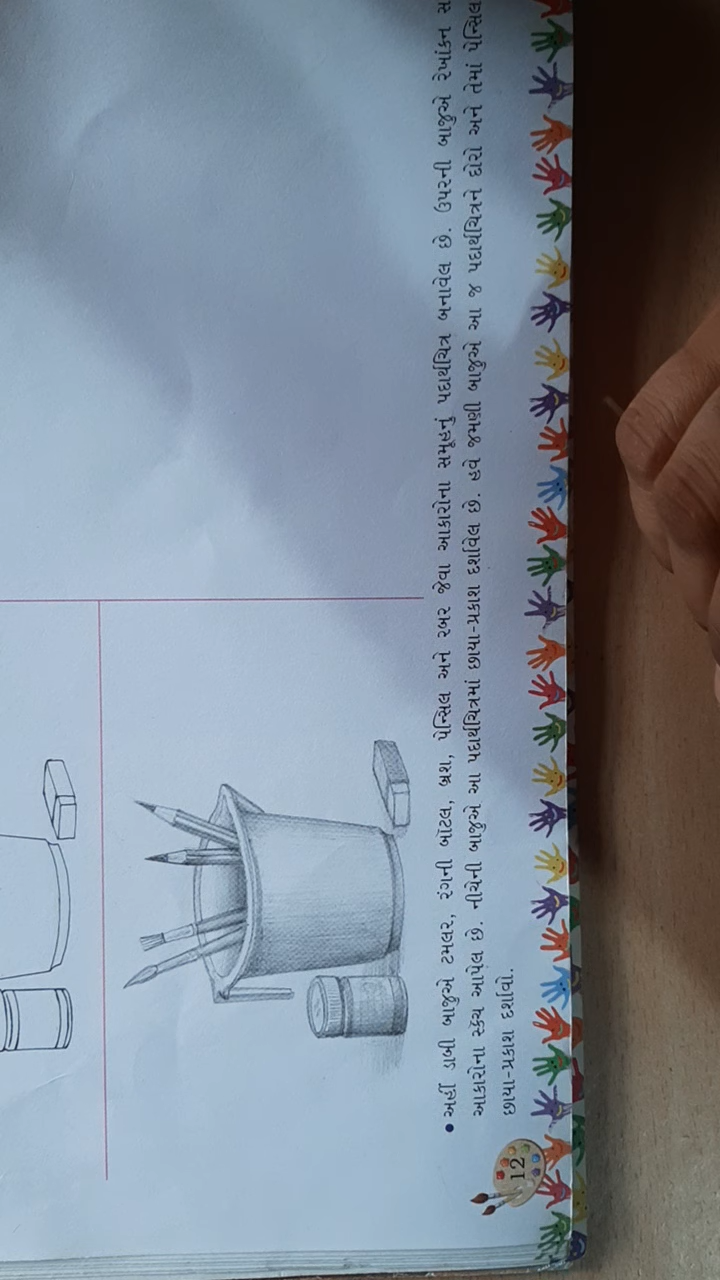 • અહીં ડાબી બાજુએ ટમલર, રંગની બૉટલ, બ્રશ, પેન્સિલ અને રબર જેવા આકારોના સમૂહનું પદાર્થચિત્ર બનાવેલ છે. ઉપરની બાજુએ રેખાંકન
આકારોના સ્કેચ આપેલ છે. નીચેની બાજુએ આ પદાર્થચિત્રમાં છાયા-પ્રકાશ દર્શાવેલ છે. હવે જમણી બાજુએ આ જ પદાર્થચિત્રને દોરો અને તેમાં પેન્સિલ
છાયા-પ્રકાશ દર્શાવો.
12